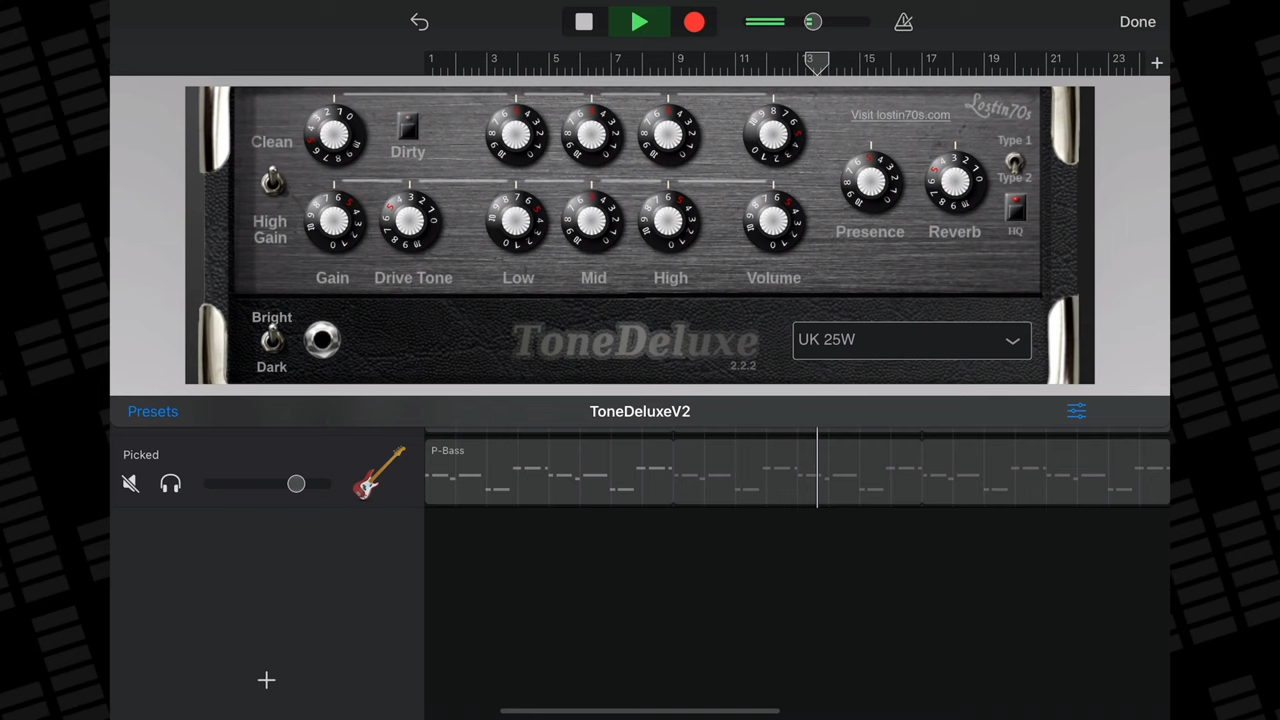 Done
1 3 5 7 9 11 13 15 17 19 21 23
Lostin70s
Visit lostin70s.com
Clean
Dirty
Type 1
Type 2
High
Gain
HQ
Presence
Reverb
Gain
Drive Tone
Low
Mid
High
Volume
Bright
Dark
ToneDeluxe
2.2.2
UK 25W
Presets
ToneDeluxeV2
Picked
P-Bass